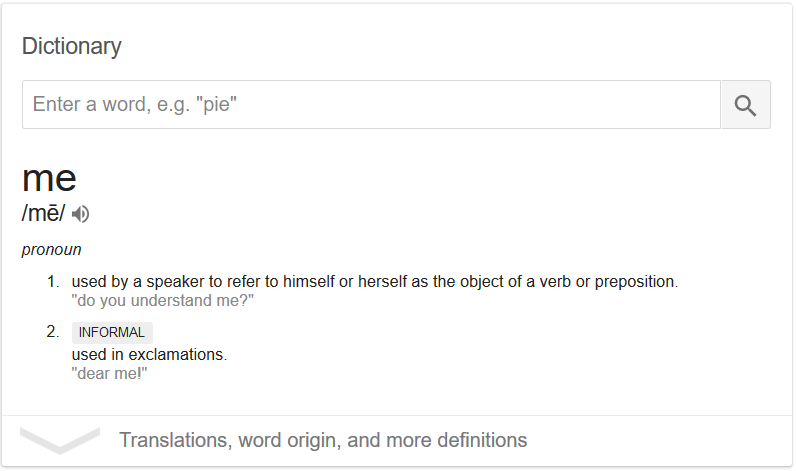 Dictionary
Enter a word, e.g. "pie"
me
/mē/
pronoun
1. used by a speaker to refer to himself or herself as the object of a verb or preposition.
"do you understand me?"
2. INFORMAL
used in exclamations.
"dear me!"
Translations, word origin, and more definitions